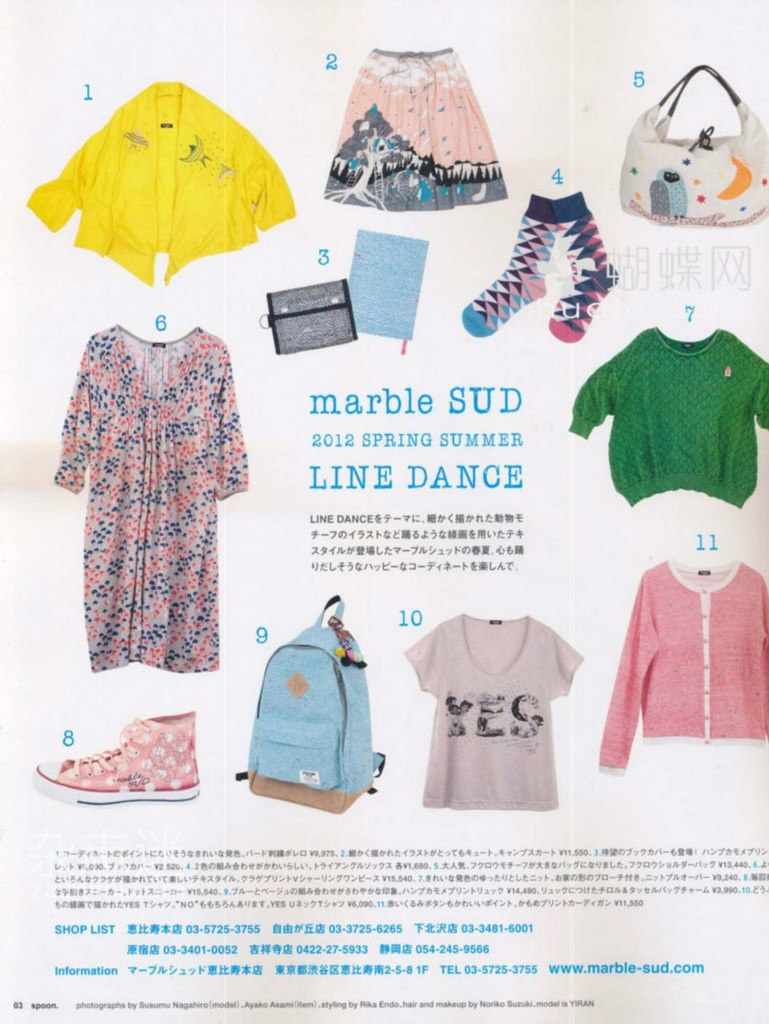 1
2
5
4
3
蝴蝶网
6
7
marble SUD
2012 SPRING SUMMER
LINE DANCE
LINE DANCEをテーマに、細かく描かれた動物モ
チーフのイラストなど踊るような線画を用いたテキ
スタイルが登場したマーブルシュッドの春夏。心も踊
りだしそうなハッピーなコーディネートを楽しんで。
11
9
10
YES
8
marble SUD
1.コーディネートのポイントになりそうなきれいな発色。バード刺繍ボレロ ¥9,975。2.細かく描かれたイラストがとってもキュート。キャンプスカート ¥11,550。3.待望のブックカバーも登場！ ハンプカモメプリン
レット ¥8,030、ブックカバー ¥2,520。4.2色の組み合わせがかわいらしい。トライアングルソックス 各¥1,680。5.大人気、フクロウモチーフが大きなバッグになりました。フクロウショルダーバッグ ¥13,440。6.
といろんなクラゲが描かれていて楽しいテキスタイル。クラゲプリントVシャーリングワンピース ¥15,540。7.きれいな発色のゆったりとしたニット。お家の形のブローチ付き。ニットプルオーバー ¥9,240。8.毎回
な手引きスニーカー。ドットスニーカー ¥15,540。9.ブルーとベージュの組み合わせがさわやかな印象。ハンプカモメプリントリュック ¥14,490、リュックにつけたチロル＆タッセルバッグチャーム ¥3,990。10.どう
ちの線画で描かれたYES Tシャツ。"NO"ももちろんあります。YES UネックTシャツ ¥6,090。11.赤いくるみボタンもかわいいポイント。かもめプリントカーディガン ¥11,550
SHOP LIST 恵比寿本店 03-5725-3755 自由が丘店 03-3725-6265 下北沢店 03-3481-6001
原宿店 03-3401-0052 吉祥寺店 0422-27-5933 静岡店 054-245-9566
Information マーブルシュッド恵比寿本店 東京都渋谷区恵比寿南2-5-8 1F TEL 03-5725-3755 www.marble-sud.com
03 spoon. photographs by Susumu Nagahiro(model)、Ayako Asami(item)、styling by Rika Endo、hair and makeup by Noriko Suzuki、model is YIRAN